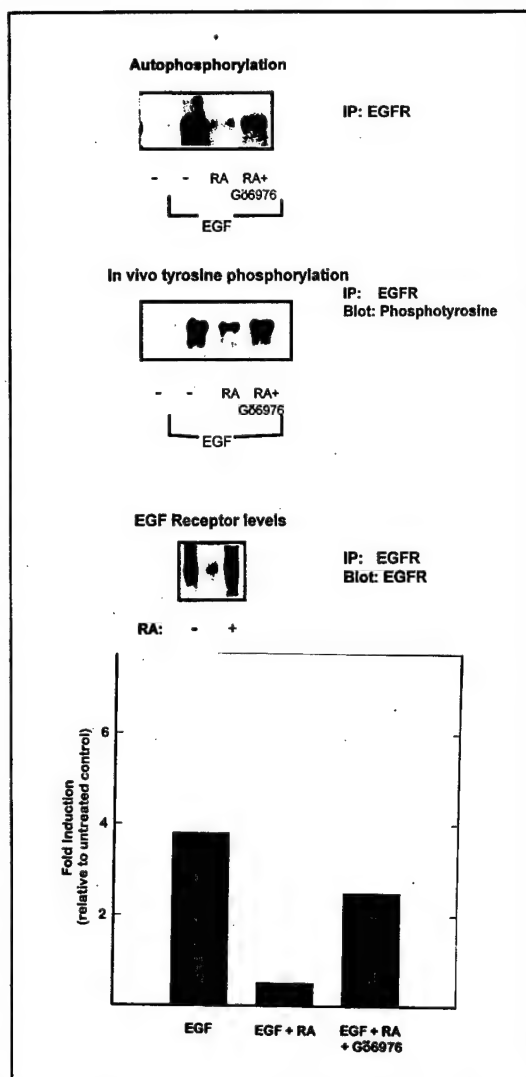 Autophosphorylation
IP: EGFR
- - RA RA+
Gö6976
EGF
In vivo tyrosine phosphorylation
IP: EGFR
Blot: Phosphotyrosine
- - RA RA+
Gö6976
EGF
EGF Receptor levels
IP: EGFR
Blot: EGFR
RA: - +
Fold Induction
(relative to untreated control)
6
4
2
EGF
EGF + RA
EGF + RA
+ Gö6976